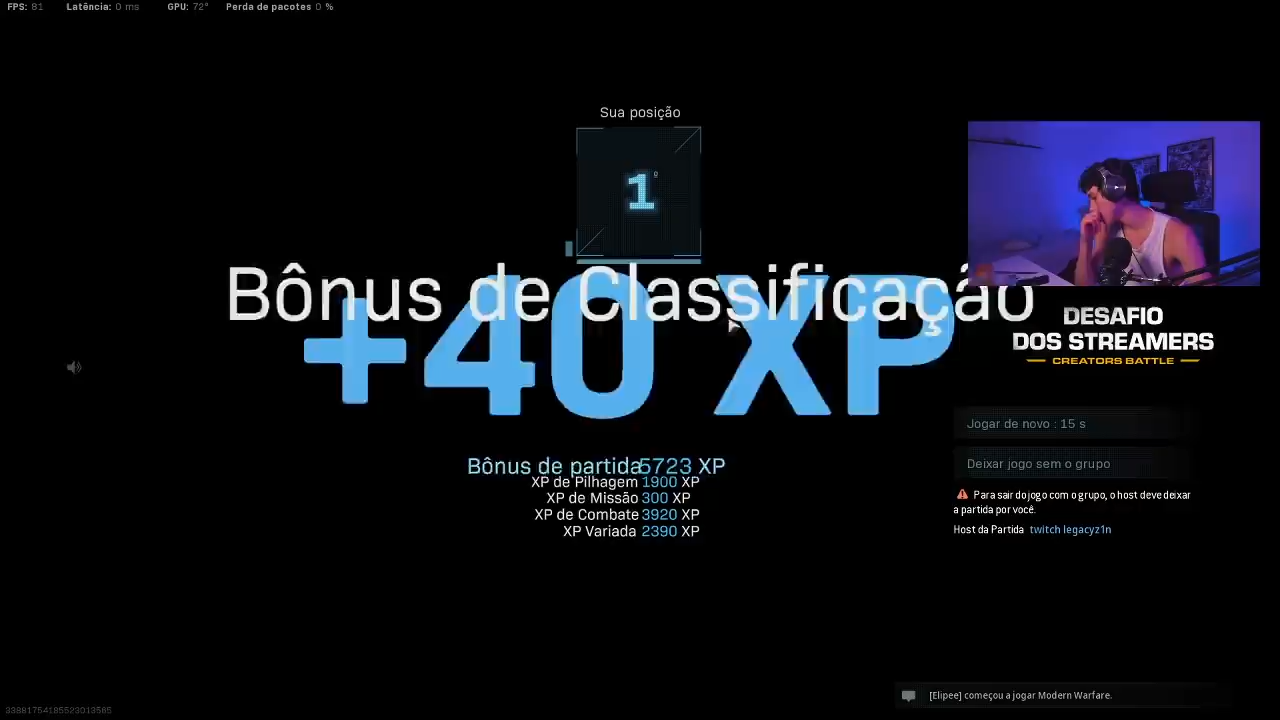 FPS: 81 Latência: 0 ms GPU: 72° Perda de pacotes 0 %
Sua posição
1º
Bônus de Classificação
+40 XP
DESAFIO
DOS STREAMERS
CREATORS BATTLE
Jogar de novo : 15 s
Deixar jogo sem o grupo
Bônus de partida 5723 XP
XP de Pilhagem 1900 XP
XP de Missão 300 XP
XP de Combate 3920 XP
XP Variada 2390 XP
Para sair do jogo com o grupo, o host deve deixar
a partida por você.
Host da Partida twitch legacyz1n
[Elipee] começou a jogar Modern Warfare.
33881754185523013565